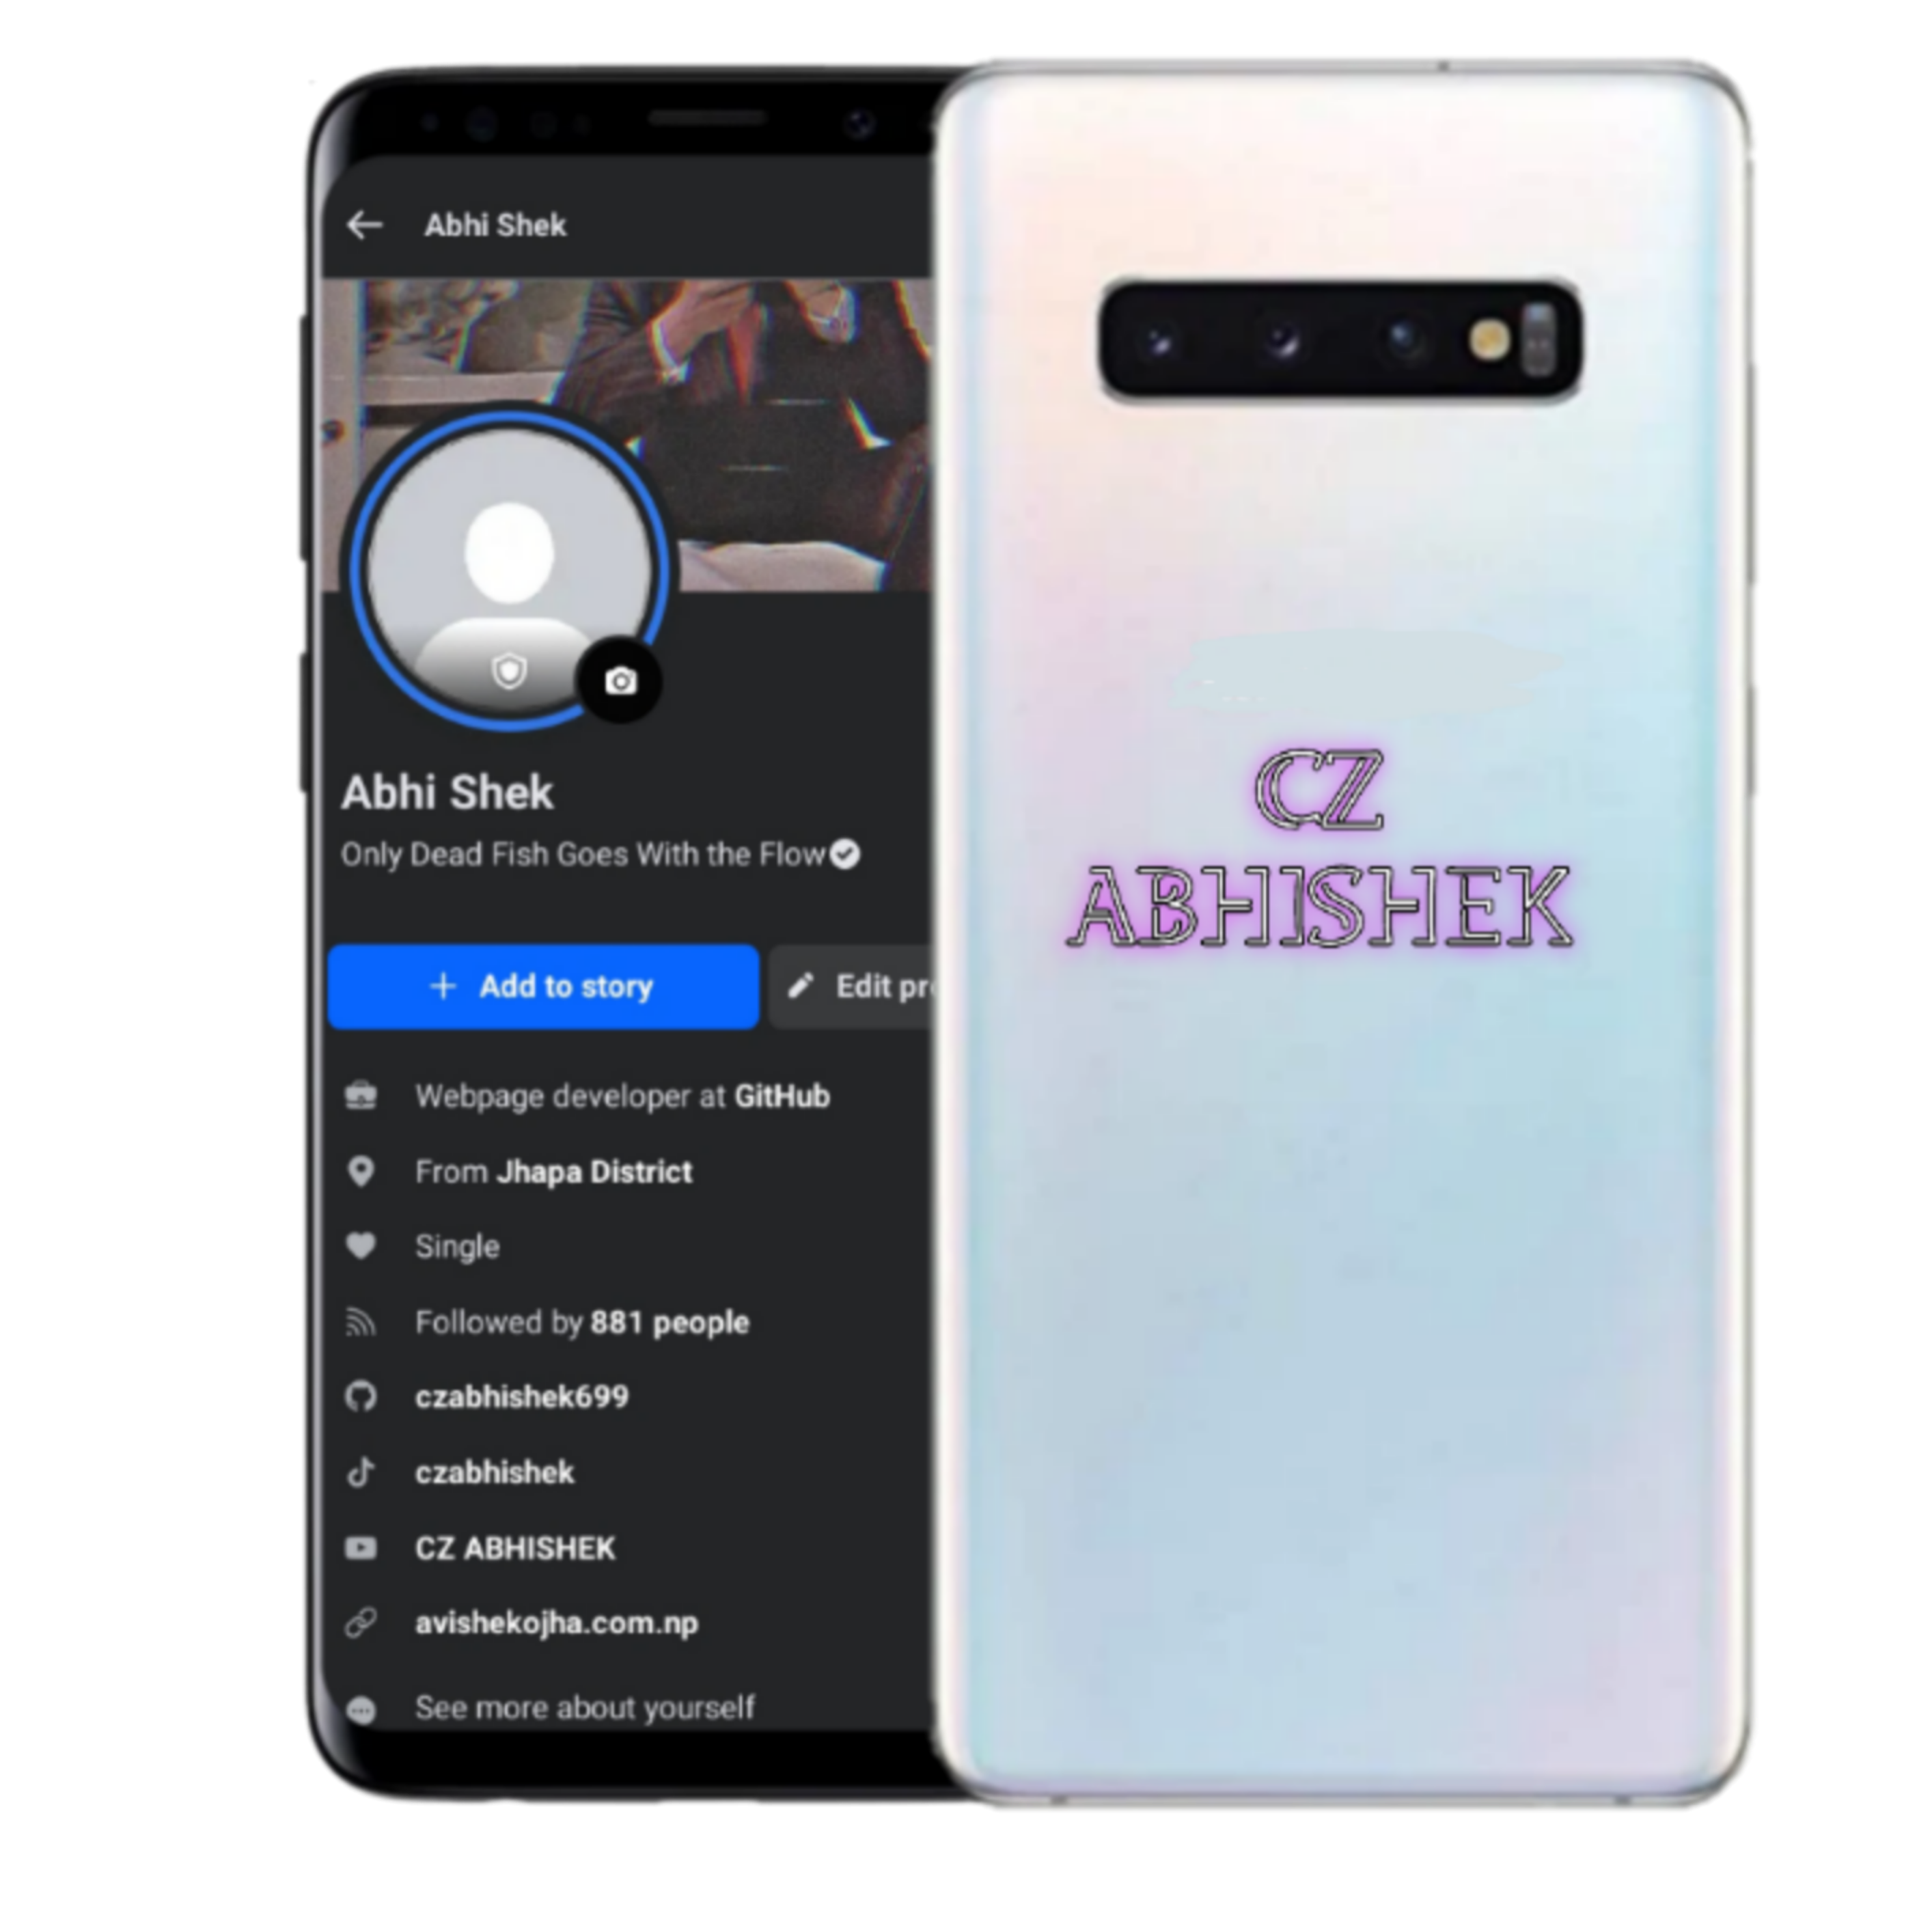 Abhi Shek
Abhi Shek
Only Dead Fish Goes With the Flow
+ Add to story
Edit pr
Webpage developer at GitHub
From Jhapa District
Single
Followed by 881 people
czabhishek699
czabhishek
CZ ABHISHEK
avishekojha.com.np
See more about yourself
CZ
ABHISHEK